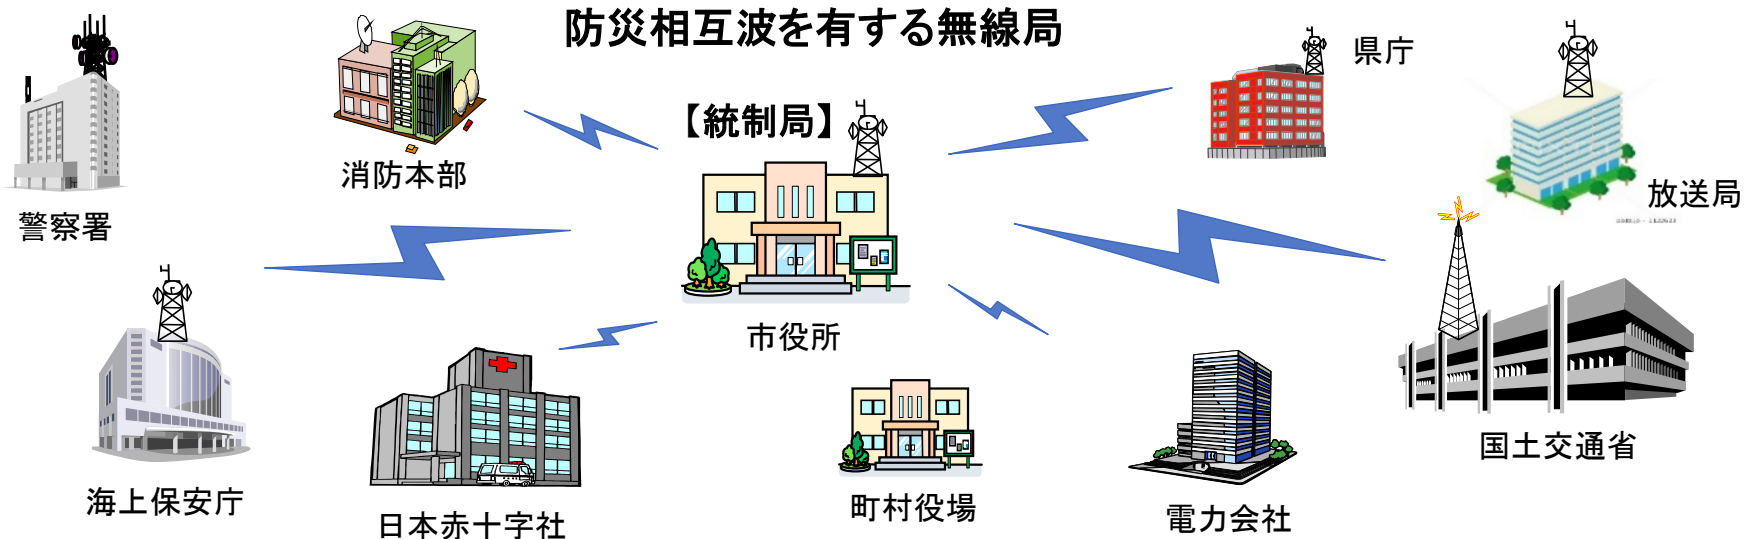 防災相互波を有する無線局
県庁
【統制局】
消防本部
放送局
警察署
市役所
国土交通省
海上保安庁
日本赤十字社
町村役場
電力会社